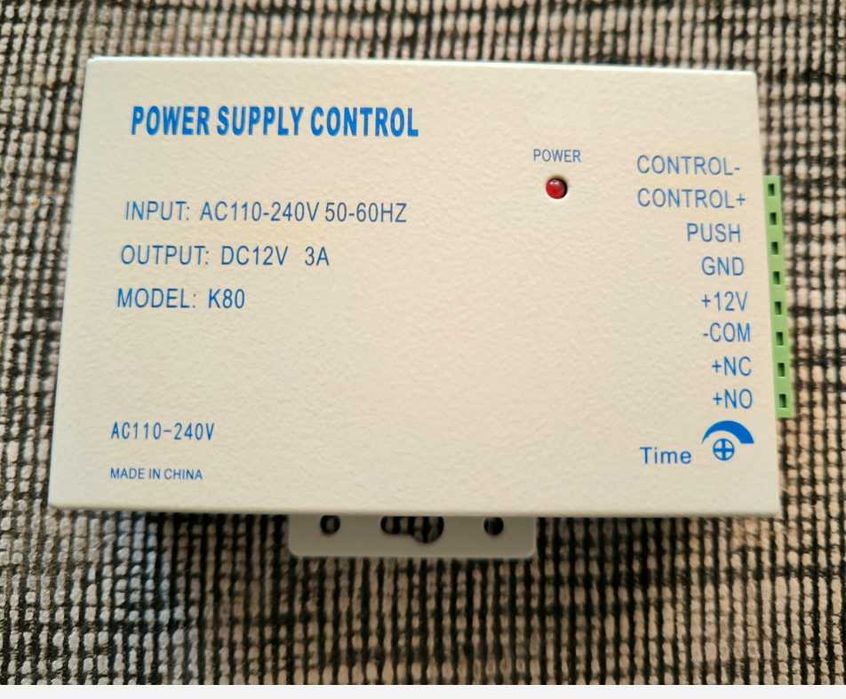 POWER SUPPLY CONTROL
INPUT: AC110-240V 50-60HZ
OUTPUT: DC12V 3A
MODEL: K80
AC110-240V
MADE IN CHINA
POWER
CONTROL-
CONTROL+
PUSH
GND
+12V
-COM
+NC
+NO
Time